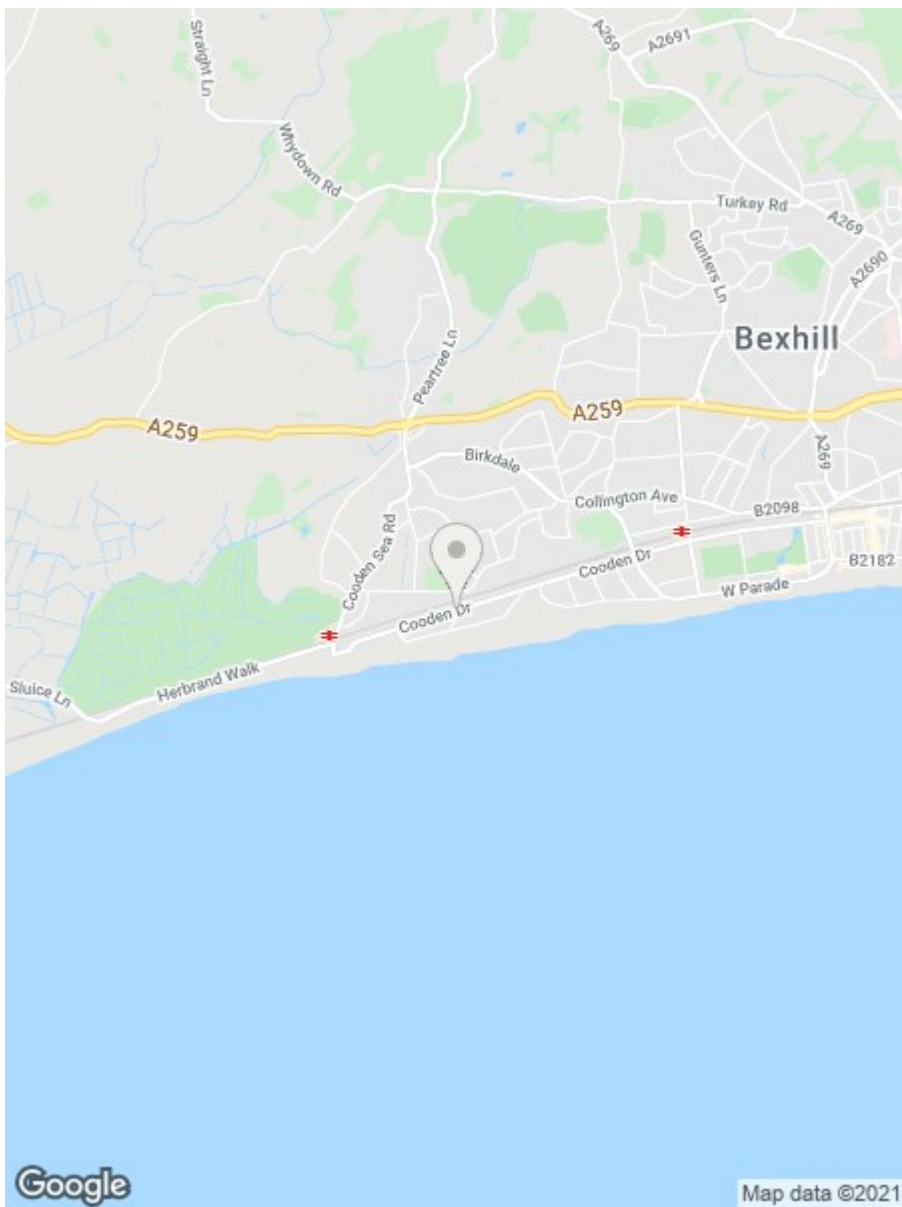 Straight Ln
A269
A2691
Whydown Rd
Turkey Rd
A269
Gunters Ln
A2690
Bexhill
Peartree Ln
A259
A259
A269
Birkdale
Collington Ave
B2098
Cooden Sea Rd
Cooden Dr
B2182
W Parade
Cooden Dr
Herbrand Walk
Sluice Ln
Google
Map data ©2021